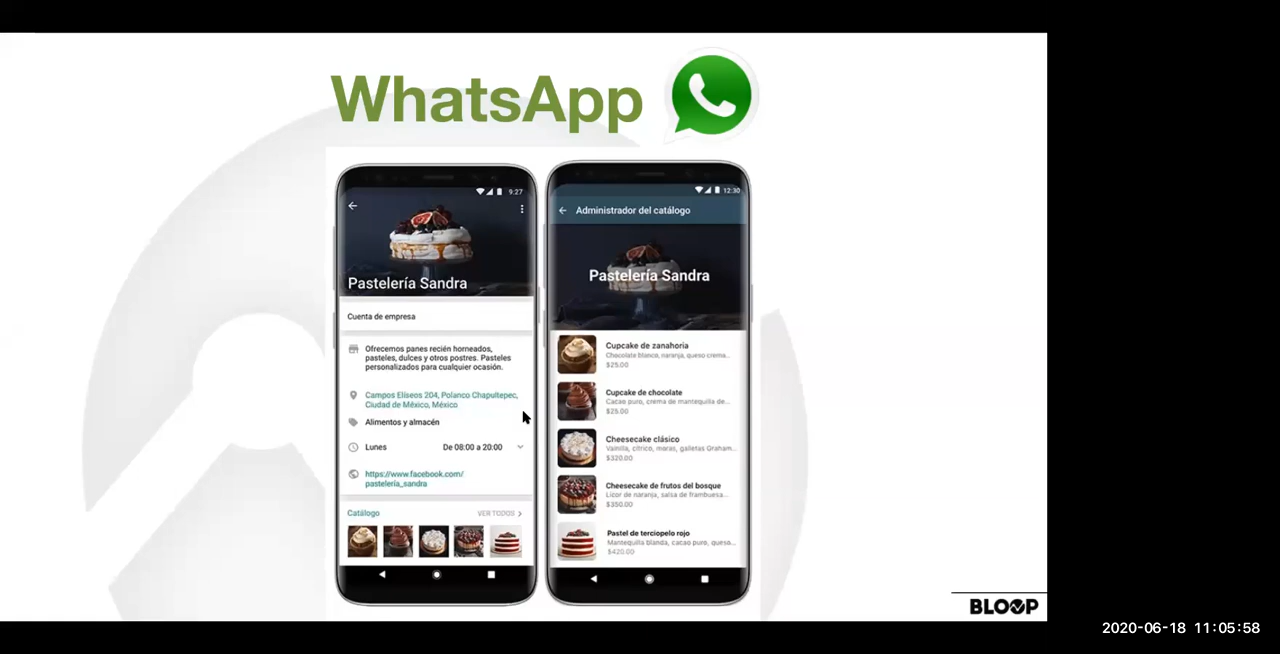 WhatsApp
9:27
Pastelería Sandra
Cuenta de empresa
Ofrecemos panes recién horneados,
pasteles, dulces y otros postres. Pasteles
personalizados para cualquier ocasión.
Campos Elíseos 204, Polanco Chapultepec,
Ciudad de México, México
Alimentos y almacén
Lunes De 08:00 a 20:00
https://www.facebook.com/
pastelería_sandra
Catálogo VER TODOS
12:30
Administrador del catálogo
Pastelería Sandra
Cupcake de zanahoria
Chocolate blanco, naranja, queso crema...
$25.00
Cupcake de chocolate
Cacao puro, crema de mantequilla de...
$25.00
Cheesecake clásico
Vainilla, cítrico, moras, galletas Graham...
$320.00
Cheesecake de frutos del bosque
Licor de naranja, salsa de frambuesa...
$350.00
Pastel de terciopelo rojo
Mantequilla blanda, cacao puro, queso...
$420.00
BLOOP
2020-06-18 11:05:58